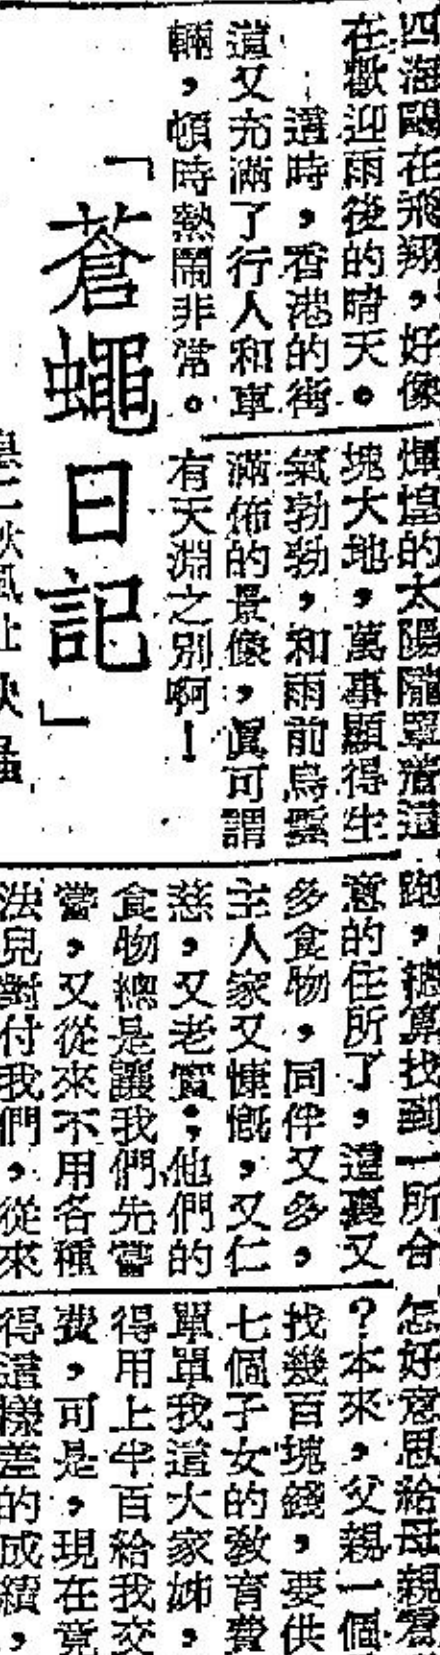 四海鷗在飛翔，好像
在歡迎雨後的晴天。
這時，香港的街
道又充滿了行人和車
輛，頓時熱鬧非常。
輝煌的太陽隴罩着這
塊大地，萬事顯得生
氣勃勃，和雨前烏雲
滿佈的景像，眞可謂
有天淵之別啊！
「蒼蠅日記」
跑，總算找到一所合
意的住所了，這裏又
多食物，同伴又多，
主人家又慷慨，又仁
慈，又老實；他們的
食物總是讓我們先嘗
嘗，又從來不用各種
法兒對付我們，從來
怎好意思給母親
？本來，父親一個
找幾百塊錢，要供
七個子女的敎育費
單單我這大家姊，
得用上半百給我交
費，可是，現在竟
得這樣差的成績，